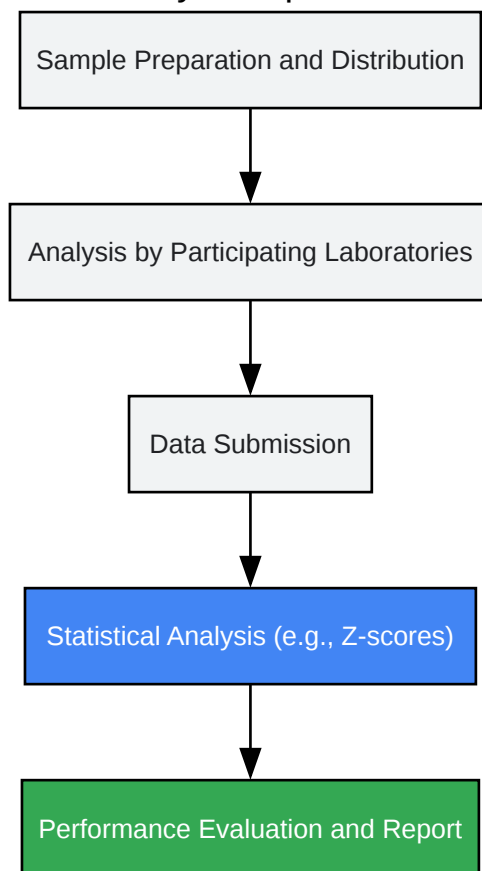 Sample Preparation and Distribution
Analysis by Participating Laboratories
Data Submission
Statistical Analysis (e.g., Z-scores)
Performance Evaluation and Report